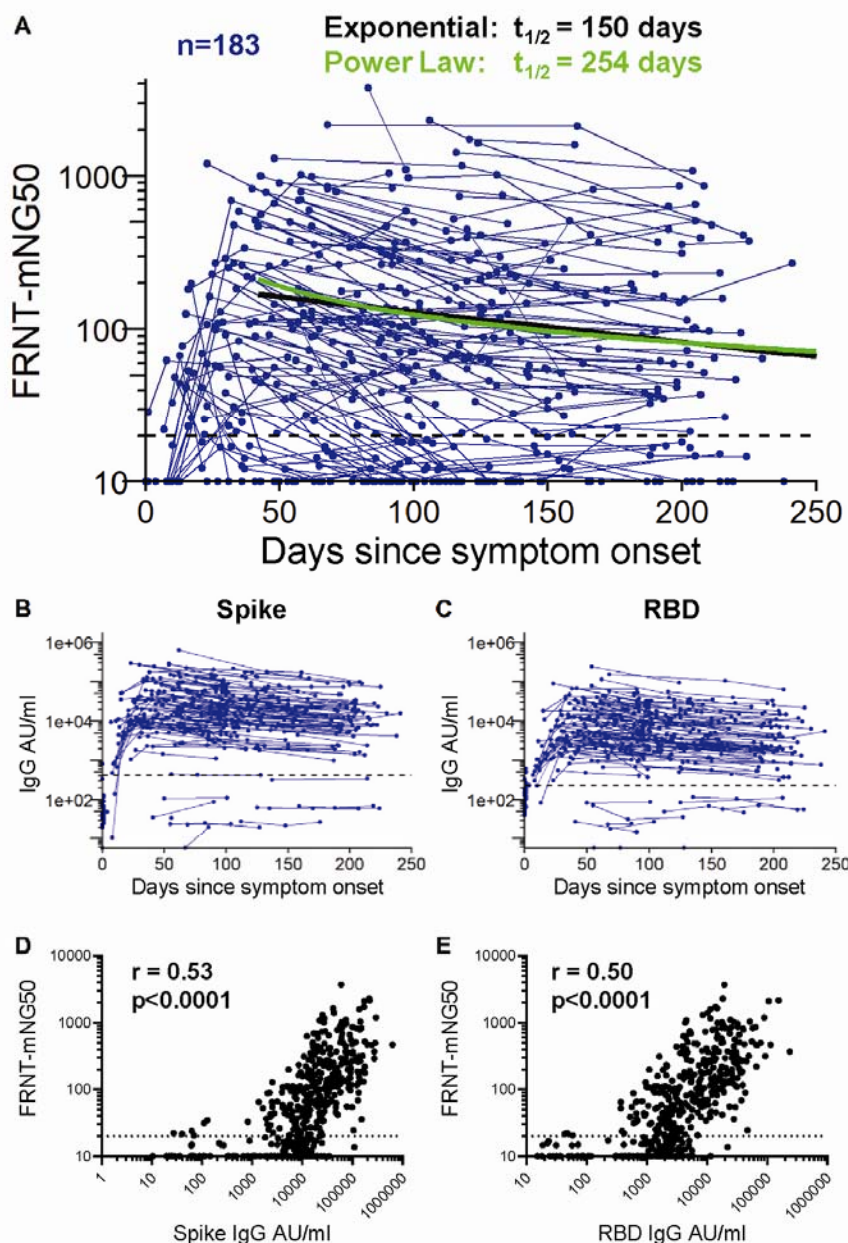 A
n=183
Exponential: t1/2 = 150 days
Power Law: t1/2 = 254 days
FRNT-mNG50
1000
100
10
0 50 100 150 200 250
Days since symptom onset
B Spike
IgG AU/ml
1e+06
1e+04
1e+02
0 50 100 150 200 250
Days since symptom onset
C RBD
IgG AU/ml
1e+06
1e+04
1e+02
0 50 100 150 200 250
Days since symptom onset
D
r = 0.53
p<0.0001
FRNT-mNG50
10000
1000
100
10
1 10 100 1000 10000 100000 1000000
Spike IgG AU/ml
E
r = 0.50
p<0.0001
FRNT-mNG50
10000
1000
100
10
10 100 1000 10000 100000 1000000
RBD IgG AU/ml